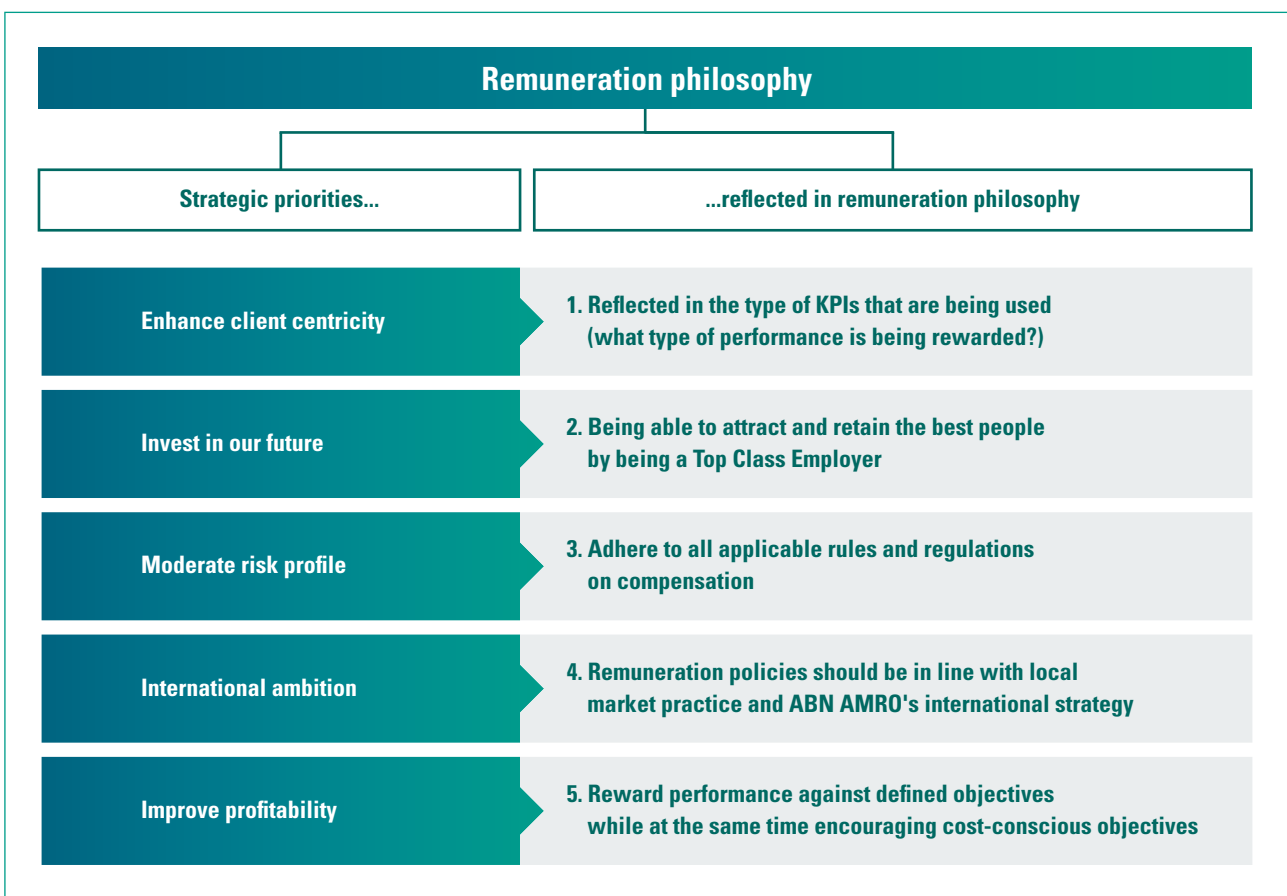 Remuneration philosophy
Strategic priorities...
...reflected in remuneration philosophy
Enhance client centricity
1. Reflected in the type of KPIs that are being used
(what type of performance is being rewarded?)
Invest in our future
2. Being able to attract and retain the best people
by being a Top Class Employer
Moderate risk profile
3. Adhere to all applicable rules and regulations
on compensation
International ambition
4. Remuneration policies should be in line with local
market practice and ABN AMRO's international strategy
Improve profitability
5. Reward performance against defined objectives
while at the same time encouraging cost-conscious objectives